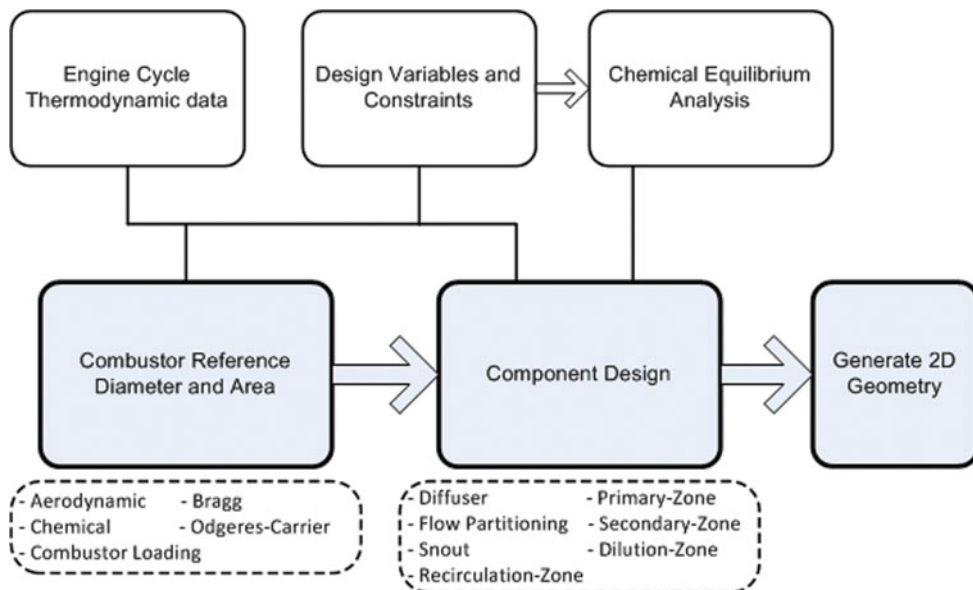 Engine Cycle
Thermodynamic data
Design Variables and
Constraints
Chemical Equilibrium
Analysis
Combustor Reference
Diameter and Area
Component Design
Generate 2D
Geometry
- Aerodynamic - Bragg
- Chemical - Odgeres-Carrier
- Combustor Loading
- Diffuser - Primary-Zone
- Flow Partitioning - Secondary-Zone
- Snout - Dilution-Zone
- Recirculation-Zone